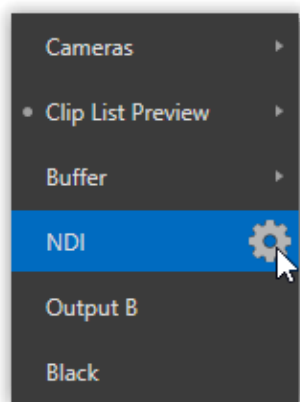 Cameras
Clip List Preview
Buffer
NDI
Output B
Black